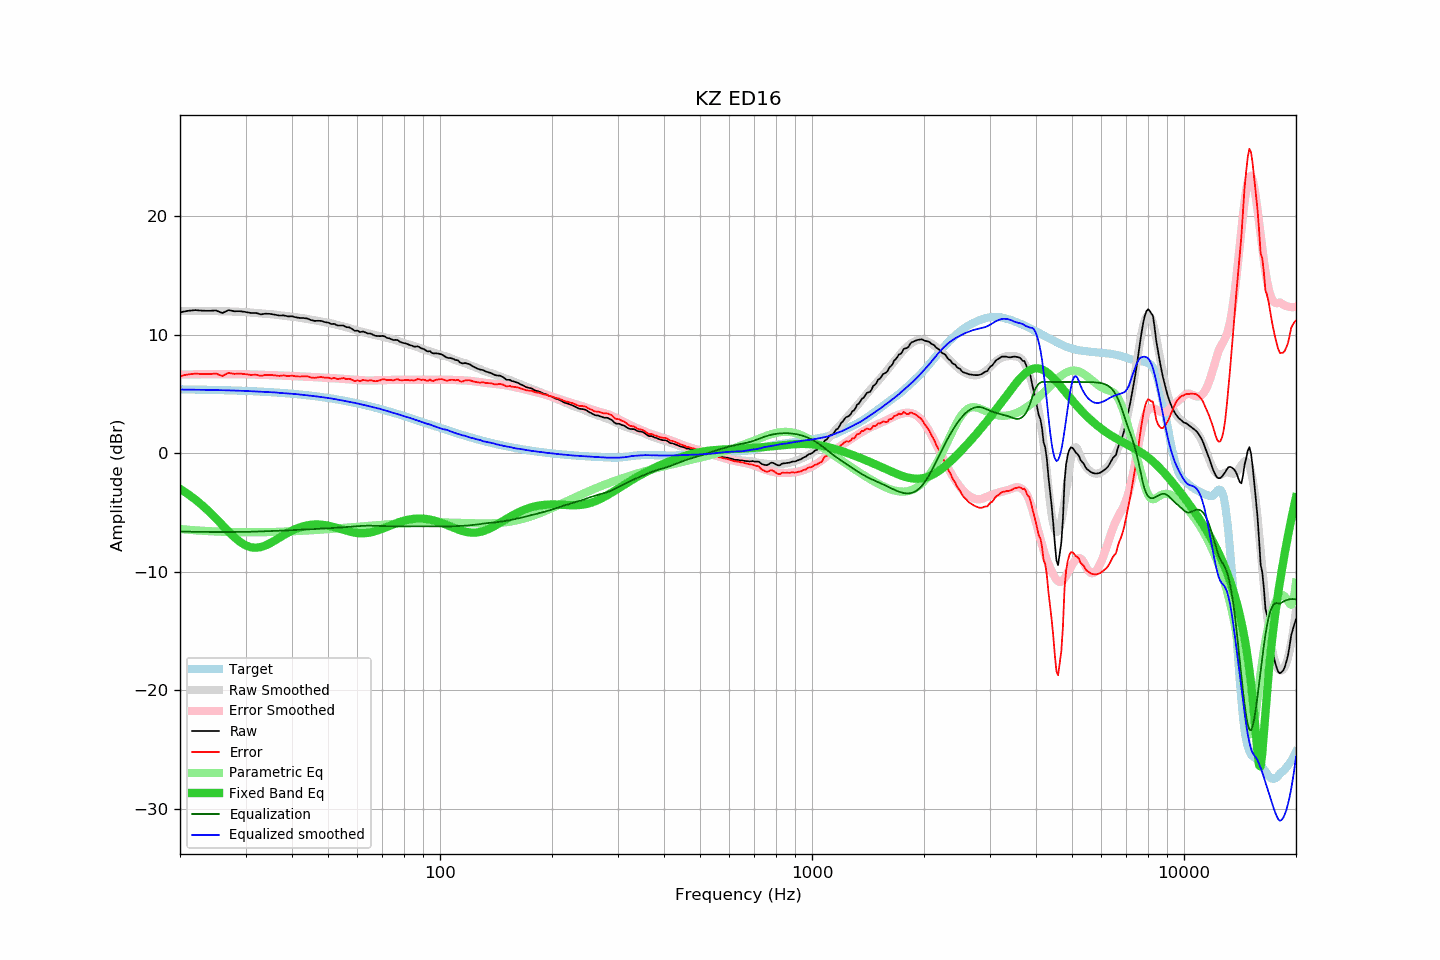 KZ ED16
Amplitude (dBr)
20
10
0
−10
−20
−30
Target
Raw Smoothed
Error Smoothed
Raw
Error
Parametric Eq
Fixed Band Eq
Equalization
Equalized smoothed
100
1000
10000
Frequency (Hz)